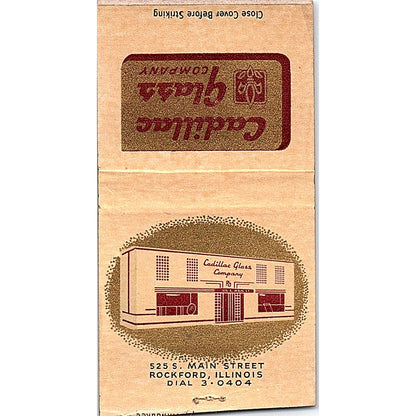 Close Cover Before Striking
Cadillac
Glass
COMPANY
Cadillac Glass
Company
525 S. MAIN STREET
ROCKFORD, ILLINOIS
DIAL 3-0404